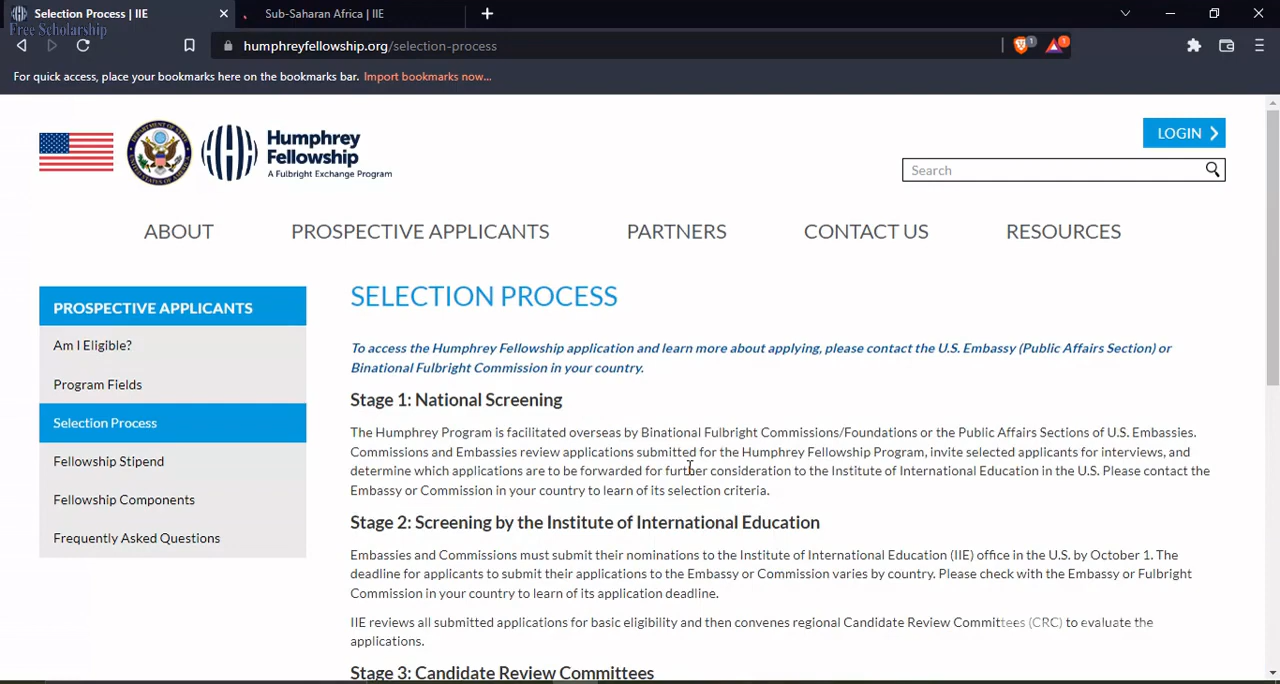 Selection Process | IIE
Sub-Saharan Africa | IIE
Free Scholarship
humphreyfellowship.org/selection-process
For quick access, place your bookmarks here on the bookmarks bar. Import bookmarks now...
Humphrey
Fellowship
A Fulbright Exchange Program
LOGIN
Search
ABOUT
PROSPECTIVE APPLICANTS
PARTNERS
CONTACT US
RESOURCES
PROSPECTIVE APPLICANTS
Am I Eligible?
Program Fields
Selection Process
Fellowship Stipend
Fellowship Components
Frequently Asked Questions
SELECTION PROCESS
To access the Humphrey Fellowship application and learn more about applying, please contact the U.S. Embassy (Public Affairs Section) or
Binational Fulbright Commission in your country.
Stage 1: National Screening
The Humphrey Program is facilitated overseas by Binational Fulbright Commissions/Foundations or the Public Affairs Sections of U.S. Embassies.
Commissions and Embassies review applications submitted for the Humphrey Fellowship Program, invite selected applicants for interviews, and
determine which applications are to be forwarded for further consideration to the Institute of International Education in the U.S. Please contact the
Embassy or Commission in your country to learn of its selection criteria.
Stage 2: Screening by the Institute of International Education
Embassies and Commissions must submit their nominations to the Institute of International Education (IIE) office in the U.S. by October 1. The
deadline for applicants to submit their applications to the Embassy or Commission varies by country. Please check with the Embassy or Fulbright
Commission in your country to learn of its application deadline.
IIE reviews all submitted applications for basic eligibility and then convenes regional Candidate Review Committees (CRC) to evaluate the
applications.
Stage 3: Candidate Review Committees